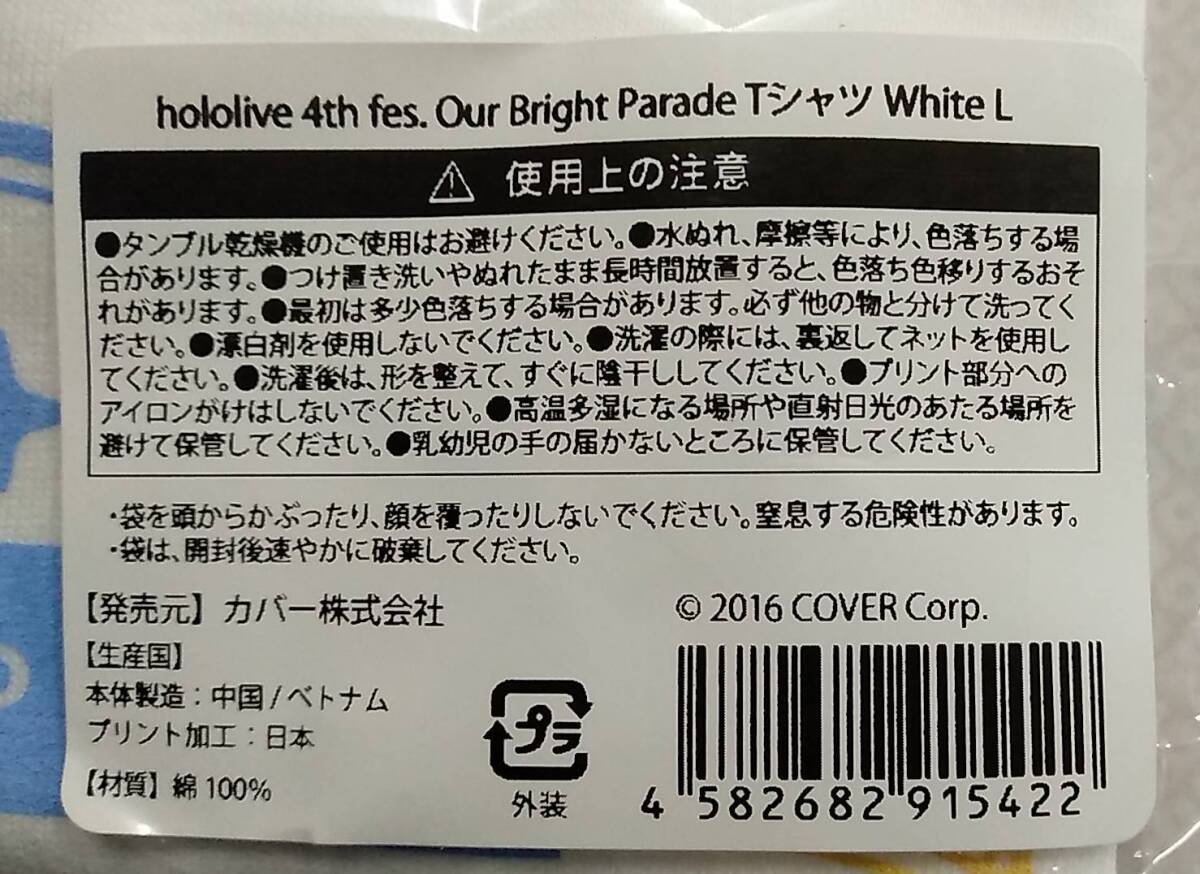 hololive 4th fes. Our Bright Parade Tシャツ White L
使用上の注意
●タンブル乾燥機のご使用はお避けください。●水ぬれ、摩擦等により、色落ちする場
合があります。●つけ置き洗いやぬれたまま長時間放置すると、色落ち色移りするおそ
れがあります。●最初は多少色落ちする場合があります。必ず他の物と分けて洗ってく
ださい。●漂白剤を使用しないでください。●洗濯の際には、裏返してネットを使用し
てください。●洗濯後は、形を整えて、すぐに陰干ししてください。●プリント部分への
アイロンがけはしないでください。●高温多湿になる場所や直射日光のあたる場所を
避けて保管してください。●乳幼児の手の届かないところに保管してください。
・袋を頭からかぶったり、顔を覆ったりしないでください。窒息する危険性があります。
・袋は、開封後速やかに破棄してください。
【発売元】カバー株式会社
© 2016 COVER Corp.
【生産国】
本体製造：中国/ベトナム
プリント加工：日本
【材質】綿100%
プラ
外装
4 582682 915422